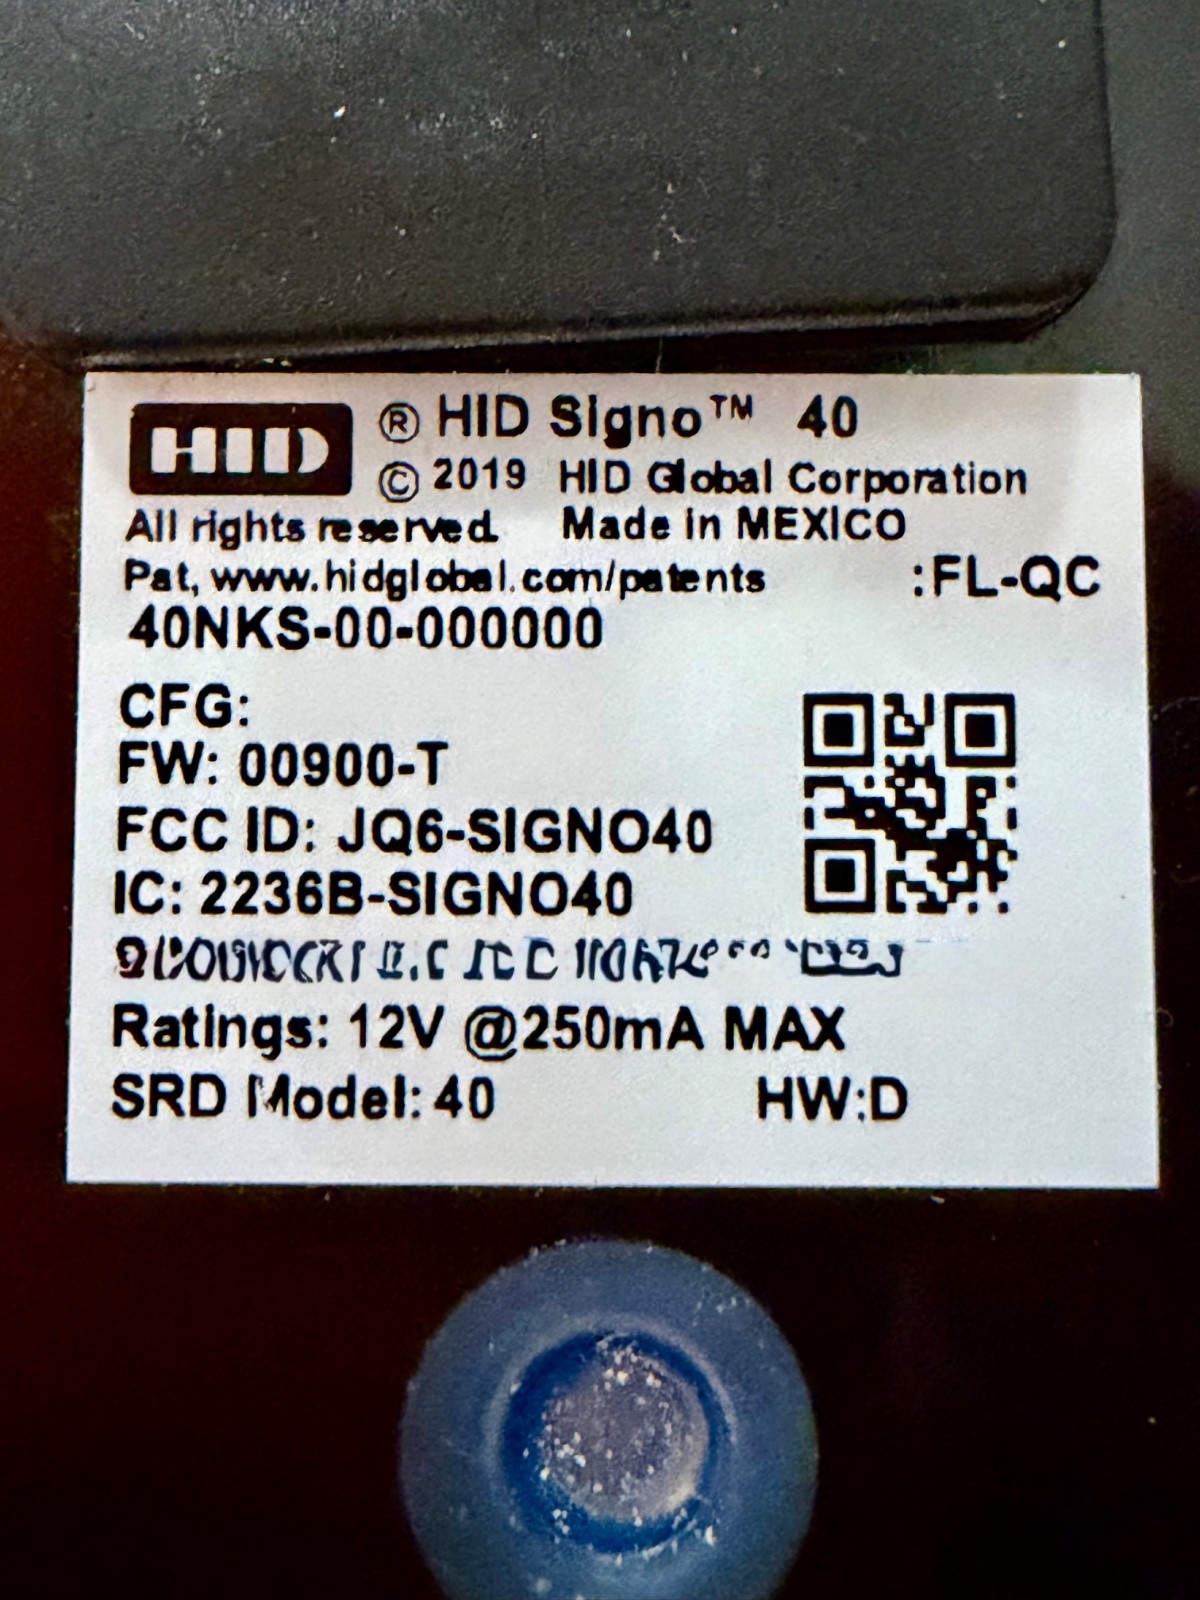 HID ® HID Signo™ 40
© 2019 HID Global Corporation
All rights reserved. Made in MEXICO
Pat, www.hidglobal.com/patents :FL-QC
40NKS-00-000000
CFG:
FW: 00900-T
FCC ID: JQ6-SIGNO40
IC: 2236B-SIGNO40
Ratings: 12V @250mA MAX
SRD Model: 40 HW:D